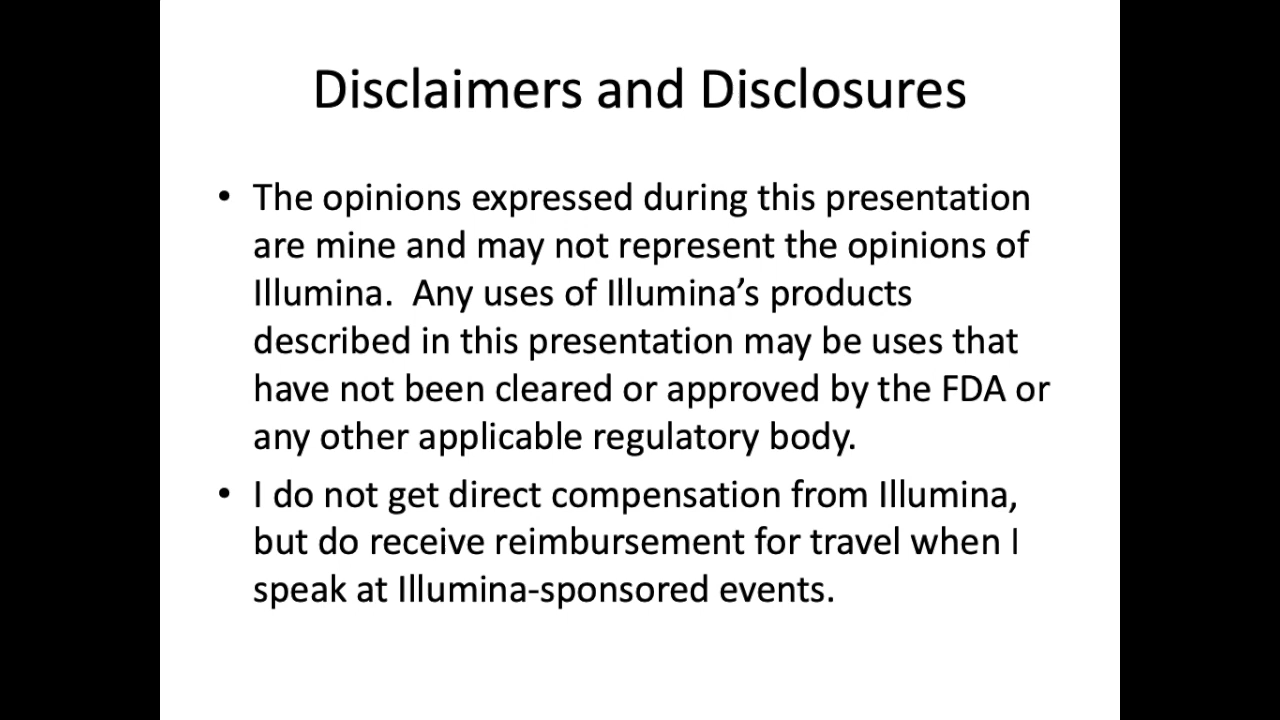 Disclaimers and Disclosures
• The opinions expressed during this presentation
are mine and may not represent the opinions of
Illumina.  Any uses of Illumina’s products
described in this presentation may be uses that
have not been cleared or approved by the FDA or
any other applicable regulatory body.
• I do not get direct compensation from Illumina,
but do receive reimbursement for travel when I
speak at Illumina-sponsored events.